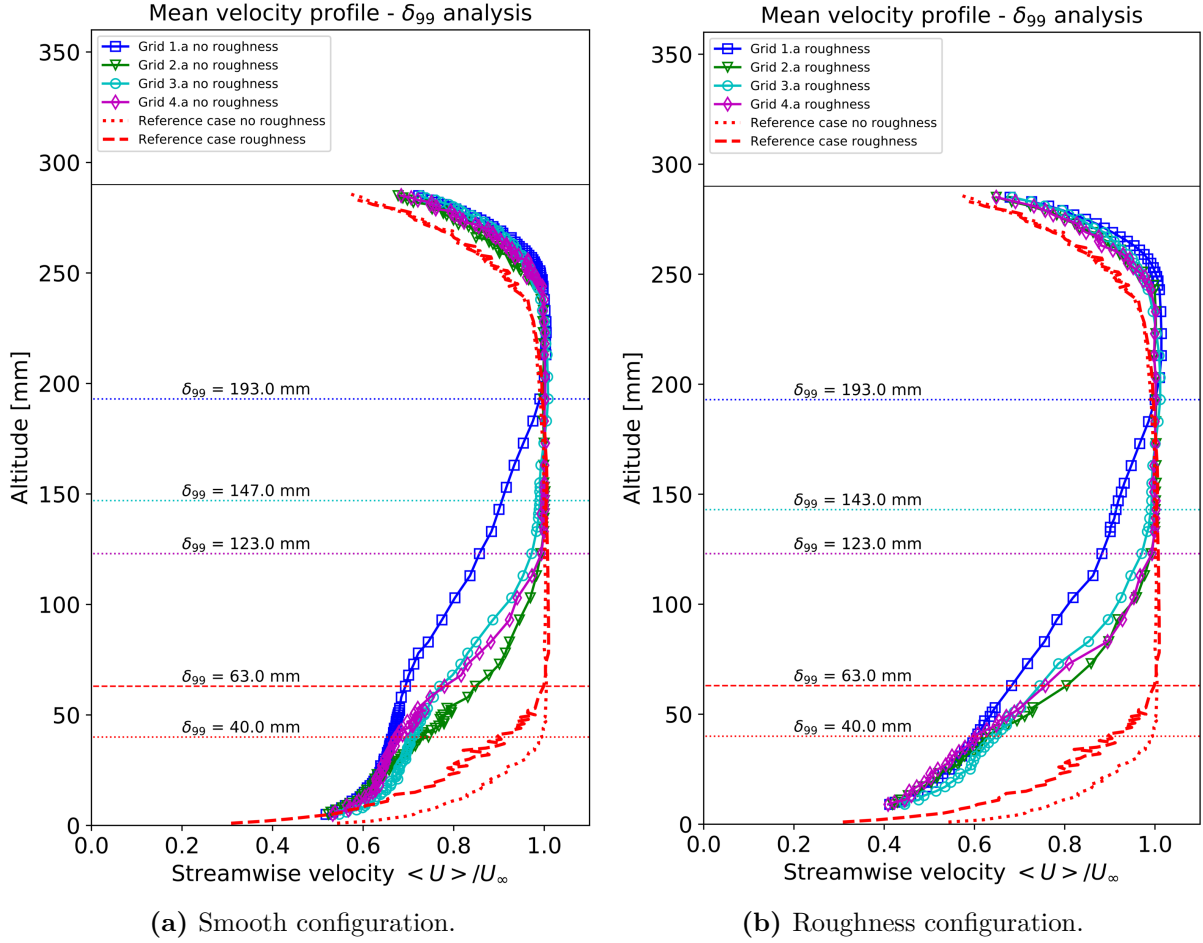 Mean velocity profile - δ99 analysis
Grid 1.a no roughness
Grid 2.a no roughness
Grid 3.a no roughness
Grid 4.a no roughness
Reference case no roughness
Reference case roughness
350
300
250
200
150
100
50
0
Altitude [mm]
δ99 = 193.0 mm
δ99 = 147.0 mm
δ99 = 123.0 mm
δ99 = 63.0 mm
δ99 = 40.0 mm
0.0 0.2 0.4 0.6 0.8 1.0
Streamwise velocity < U > /U∞
(a) Smooth configuration.
Mean velocity profile - δ99 analysis
Grid 1.a roughness
Grid 2.a roughness
Grid 3.a roughness
Grid 4.a roughness
Reference case no roughness
Reference case roughness
350
300
250
200
150
100
50
0
Altitude [mm]
δ99 = 193.0 mm
δ99 = 143.0 mm
δ99 = 123.0 mm
δ99 = 63.0 mm
δ99 = 40.0 mm
0.0 0.2 0.4 0.6 0.8 1.0
Streamwise velocity < U > /U∞
(b) Roughness configuration.